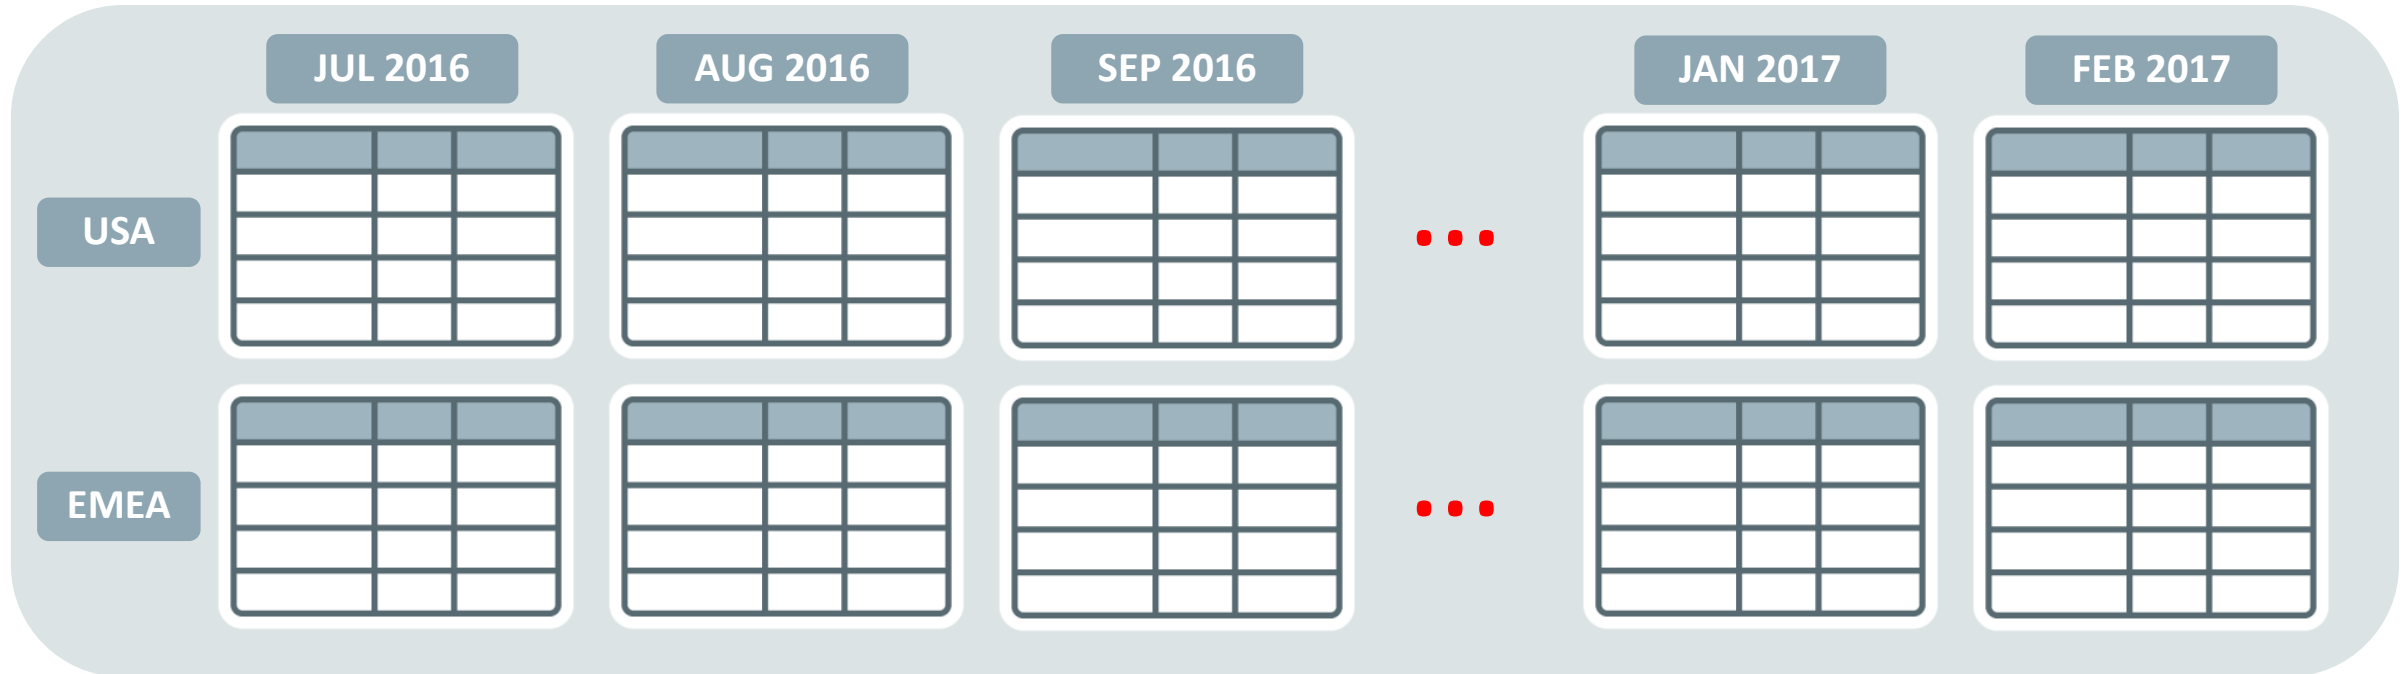 JUL 2016 AUG 2016 SEP 2016 JAN 2017 FEB 2017
USA ...
EMEA ...